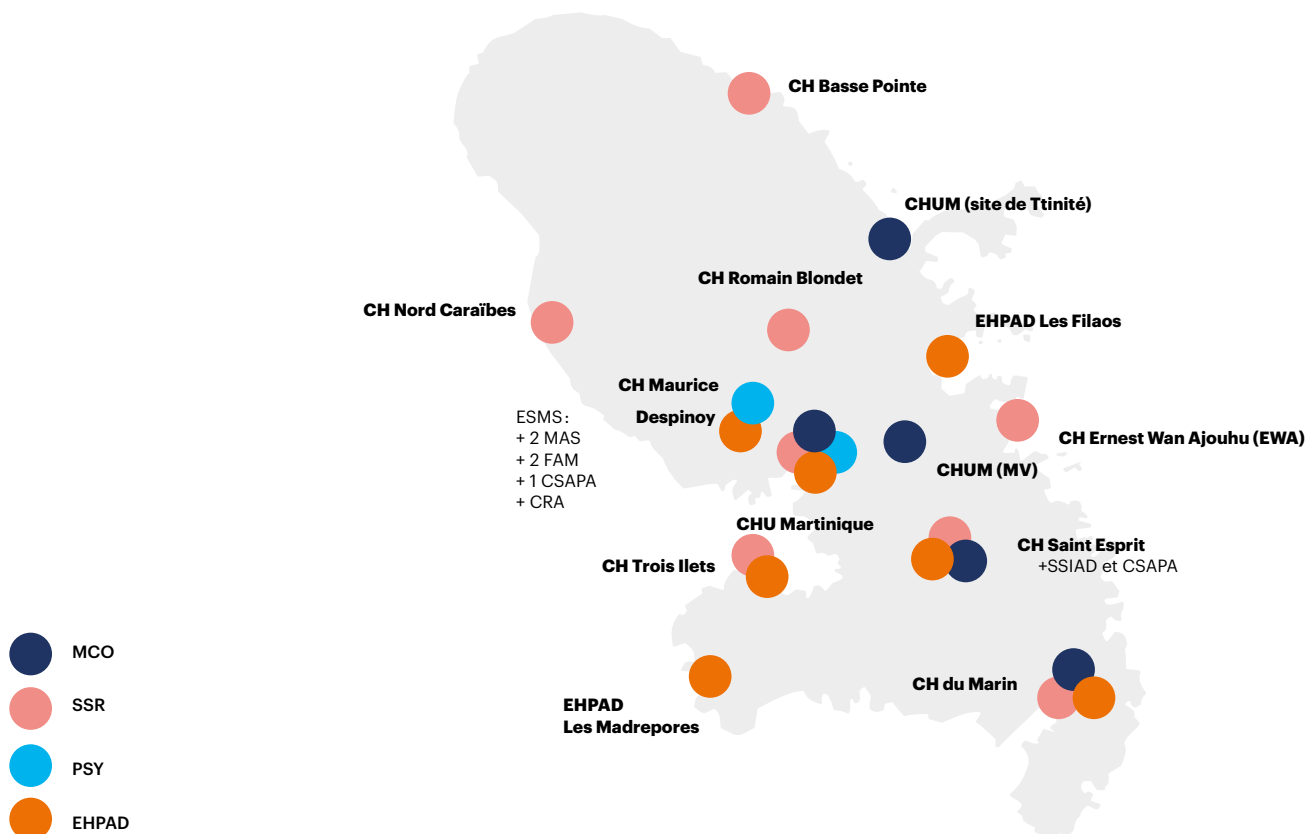 CH Basse Pointe
CHUM (site de Ttinité)
CH Romain Blondet
CH Nord Caraïbes
EHPAD Les Filaos
CH Maurice
Despinoy
ESMS :
+ 2 MAS
+ 2 FAM
+ 1 CSAPA
+ CRA
CH Ernest Wan Ajouhu (EWA)
CHUM (MV)
CHU Martinique
CH Trois Ilets
CH Saint Esprit
+SSIAD et CSAPA
CH du Marin
EHPAD
Les Madrepores
MCO
SSR
PSY
EHPAD